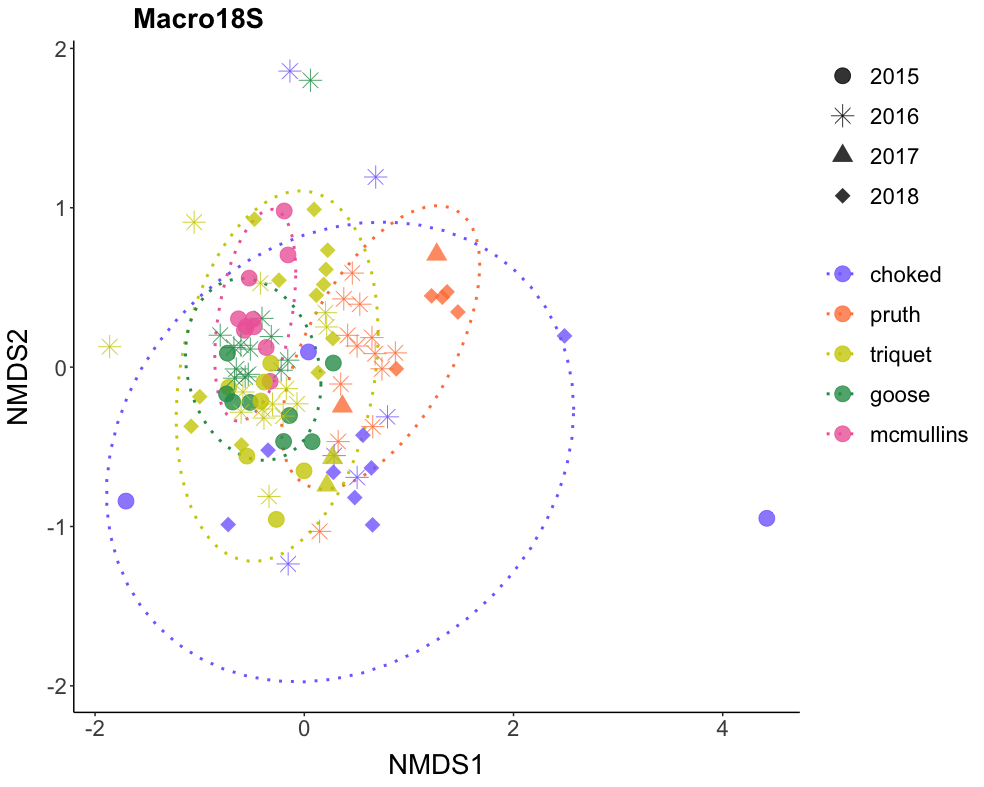 Macro18S
2
1
0
-1
-2
NMDS2
-2
0
2
4
NMDS1
2015
2016
2017
2018
choked
pruth
triquet
goose
mcmullins